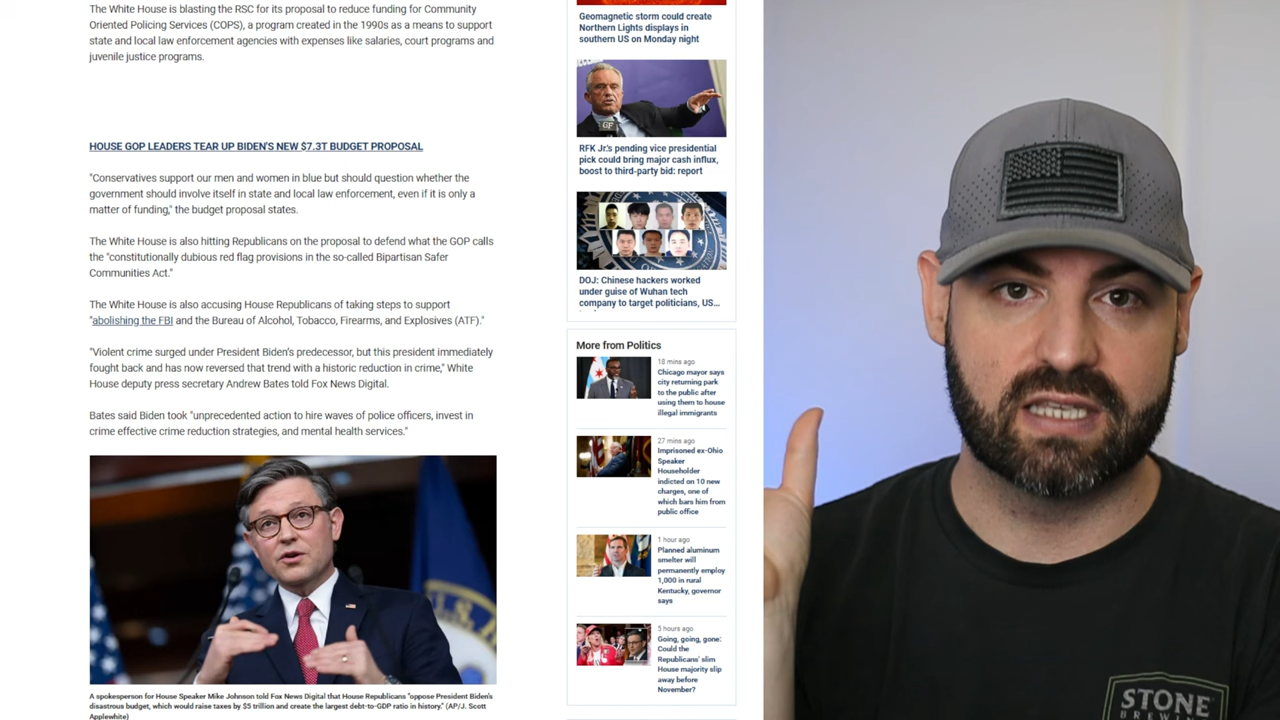 The White House is blasting the RSC for its proposal to reduce funding for Community
Oriented Policing Services (COPS), a program created in the 1990s as a means to support
state and local law enforcement agencies with expenses like salaries, court programs and
juvenile justice programs.
HOUSE GOP LEADERS TEAR UP BIDEN'S NEW $7.3T BUDGET PROPOSAL
"Conservatives support our men and women in blue but should question whether the
government should involve itself in state and local law enforcement, even if it is only a
matter of funding," the budget proposal states.
The White House is also hitting Republicans on the proposal to defend what the GOP calls
the "constitutionally dubious red flag provisions in the so-called Bipartisan Safer
Communities Act."
The White House is also accusing House Republicans of taking steps to support
"abolishing the FBI and the Bureau of Alcohol, Tobacco, Firearms, and Explosives (ATF)."
"Violent crime surged under President Biden's predecessor, but this president immediately
fought back and has now reversed that trend with a historic reduction in crime," White
House deputy press secretary Andrew Bates told Fox News Digital.
Bates said Biden took "unprecedented action to hire waves of police officers, invest in
crime effective crime reduction strategies, and mental health services."
A spokesperson for House Speaker Mike Johnson told Fox News Digital that House Republicans "oppose President Biden's
disastrous budget, which would raise taxes by $5 trillion and create the largest debt-to-GDP ratio in history." (AP/J. Scott
Applewhite)
Geomagnetic storm could create
Northern Lights displays in
southern US on Monday night
GF
RFK Jr.'s pending vice presidential
pick could bring major cash influx,
boost to third-party bid: report
DOJ: Chinese hackers worked
under guise of Wuhan tech
company to target politicians, US...
More from Politics
18 mins ago
Chicago mayor says
city returning park
to the public after
using them to house
illegal immigrants
27 mins ago
Imprisoned ex-Ohio
Speaker
Householder
indicted on 10 new
charges, one of
which bars him from
public office
1 hour ago
Planned aluminum
smelter will
permanently employ
1,000 in rural
Kentucky, governor
says
5 hours ago
Going, going, gone:
Could the
Republicans' slim
House majority slip
away before
November?
STONE